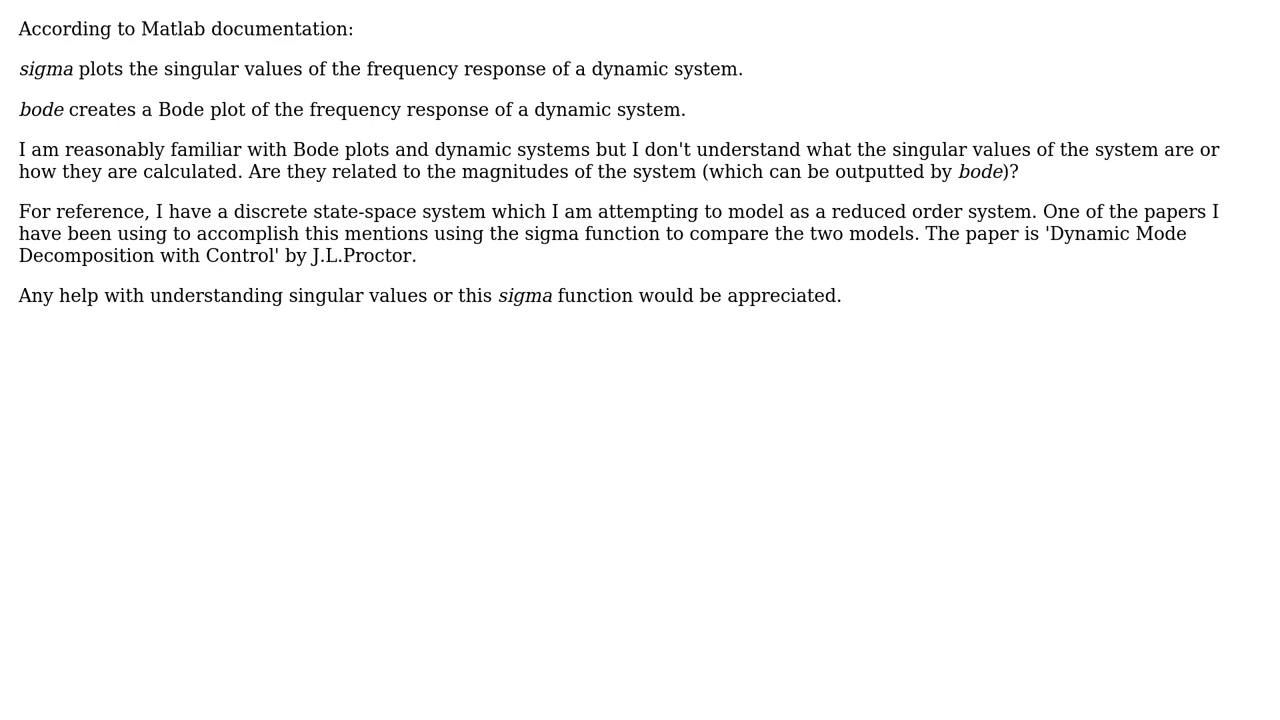 According to Matlab documentation:
sigma plots the singular values of the frequency response of a dynamic system.
bode creates a Bode plot of the frequency response of a dynamic system.
I am reasonably familiar with Bode plots and dynamic systems but I don't understand what the singular values of the system are or
how they are calculated. Are they related to the magnitudes of the system (which can be outputted by bode)?
For reference, I have a discrete state-space system which I am attempting to model as a reduced order system. One of the papers I
have been using to accomplish this mentions using the sigma function to compare the two models. The paper is 'Dynamic Mode
Decomposition with Control' by J.L.Proctor.
Any help with understanding singular values or this sigma function would be appreciated.